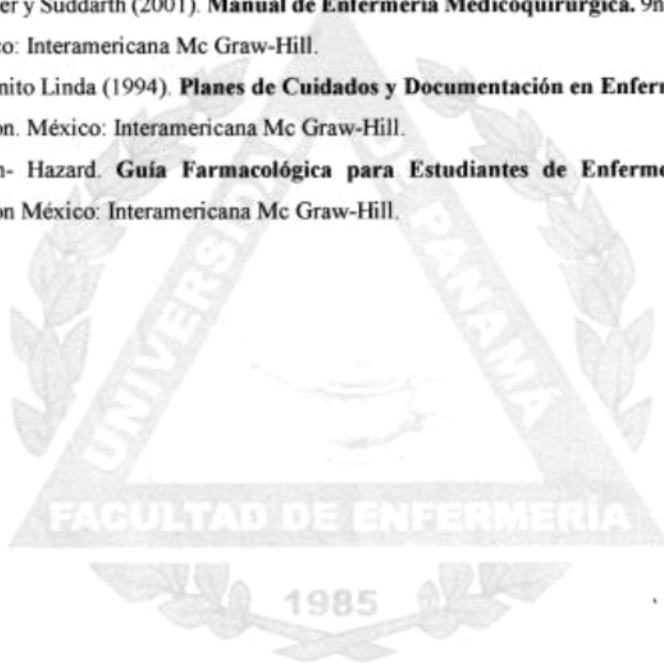 er y Suddarth (2001). Manual de Enfermería Medicoquirúrgica. 9n
co: Interamericana Mc Graw-Hill.
nito Linda (1994). Planes de Cuidados y Documentación en Enferm
on. México: Interamericana Mc Graw-Hill.
n- Hazard. Guía Farmacológica para Estudiantes de Enferme
on México: Interamericana Mc Graw-Hill.
UNIVERSIDAD DE PANAMÁ
FACULTAD DE ENFERMERÍA
1985